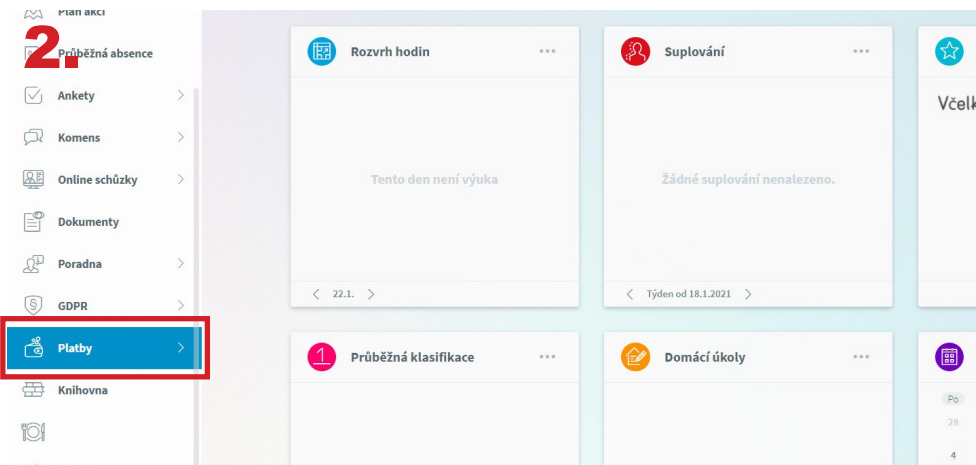 Plán akcí
2.
Průběžná absence
Ankety
Komens
Online schůzky
Dokumenty
Poradna
GDPR
Platby
Knihovna
Rozvrh hodin
Tento den není výuka
22.1.
Suplování
Žádné suplování nenalezeno.
Týden od 18.1.2021
Včelk
Průběžná klasifikace
Domácí úkoly
Po
28
4